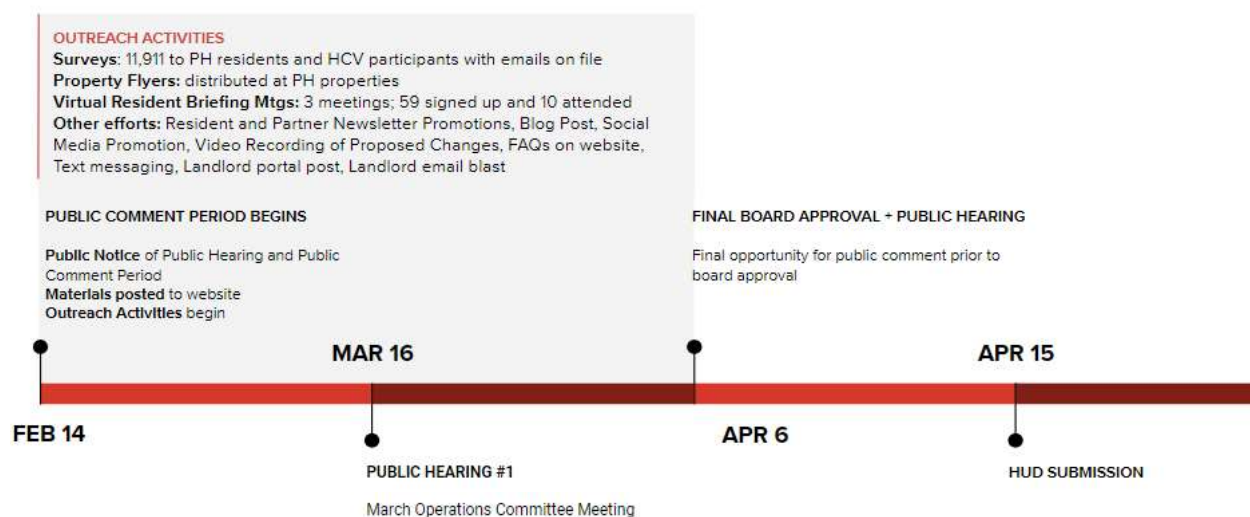 OUTREACH ACTIVITIES
Surveys: 11,911 to PH residents and HCV participants with emails on file
Property Flyers: distributed at PH properties
Virtual Resident Briefing Mtgs: 3 meetings; 59 signed up and 10 attended
Other efforts: Resident and Partner Newsletter Promotions, Blog Post, Social
Media Promotion, Video Recording of Proposed Changes, FAQs on website,
Text messaging, Landlord portal post, Landlord email blast
PUBLIC COMMENT PERIOD BEGINS
Public Notice of Public Hearing and Public
Comment Period
Materials posted to website
Outreach Activities begin
FINAL BOARD APPROVAL + PUBLIC HEARING
Final opportunity for public comment prior to
board approval
MAR 16
APR 15
FEB 14
APR 6
PUBLIC HEARING #1
March Operations Committee Meeting
HUD SUBMISSION